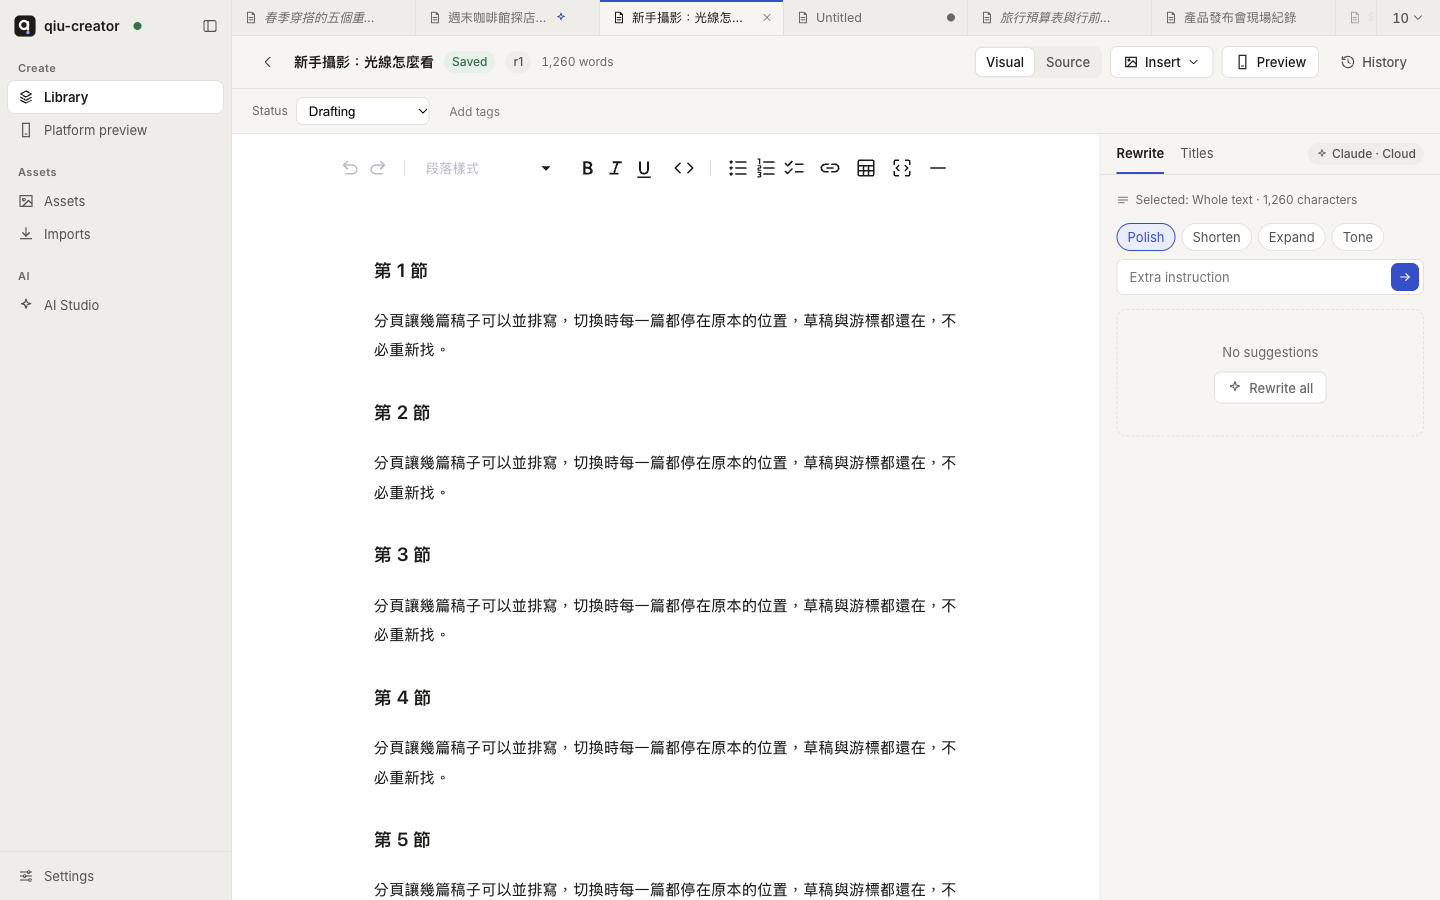 qiu-creator
Create
Library
Platform preview
Assets
Assets
Imports
AI
AI Studio
Settings
春季穿搭的五個重...
週末咖啡館探店...
新手攝影：光線怎...
Untitled
旅行預算表與行前...
產品發布會現場紀錄
10
新手攝影：光線怎麼看
Saved
r1
1,260 words
Visual
Source
Insert
Preview
History
Status
Drafting
Add tags
段落樣式
B I U
第 1 節
分頁讓幾篇稿子可以並排寫，切換時每一篇都停在原本的位置，草稿與游標都還在，不
必重新找。
第 2 節
分頁讓幾篇稿子可以並排寫，切換時每一篇都停在原本的位置，草稿與游標都還在，不
必重新找。
第 3 節
分頁讓幾篇稿子可以並排寫，切換時每一篇都停在原本的位置，草稿與游標都還在，不
必重新找。
第 4 節
分頁讓幾篇稿子可以並排寫，切換時每一篇都停在原本的位置，草稿與游標都還在，不
必重新找。
第 5 節
分頁讓幾篇稿子可以並排寫，切換時每一篇都停在原本的位置，草稿與游標都還在，不
Rewrite
Titles
Claude · Cloud
Selected: Whole text · 1,260 characters
Polish
Shorten
Expand
Tone
Extra instruction
No suggestions
Rewrite all